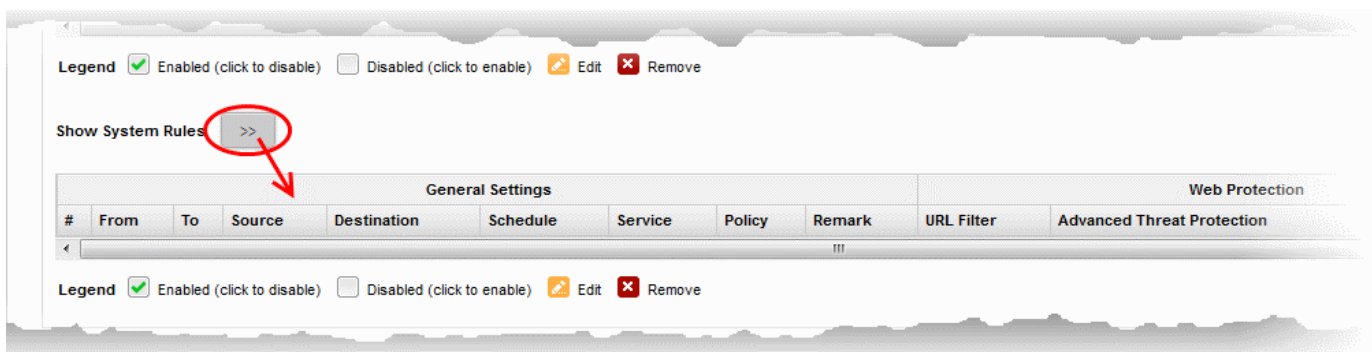 Legend Enabled (click to disable) Disabled (click to enable) Edit Remove
Show System Rules >>
General Settings Web Protection
# From To Source Destination Schedule Service Policy Remark URL Filter Advanced Threat Protection
Legend Enabled (click to disable) Disabled (click to enable) Edit Remove